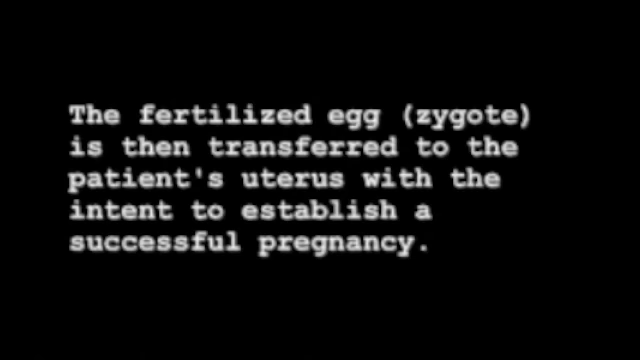 The fertilized egg (zygote)
is then transferred to the
patient's uterus with the
intent to establish a
successful pregnancy.